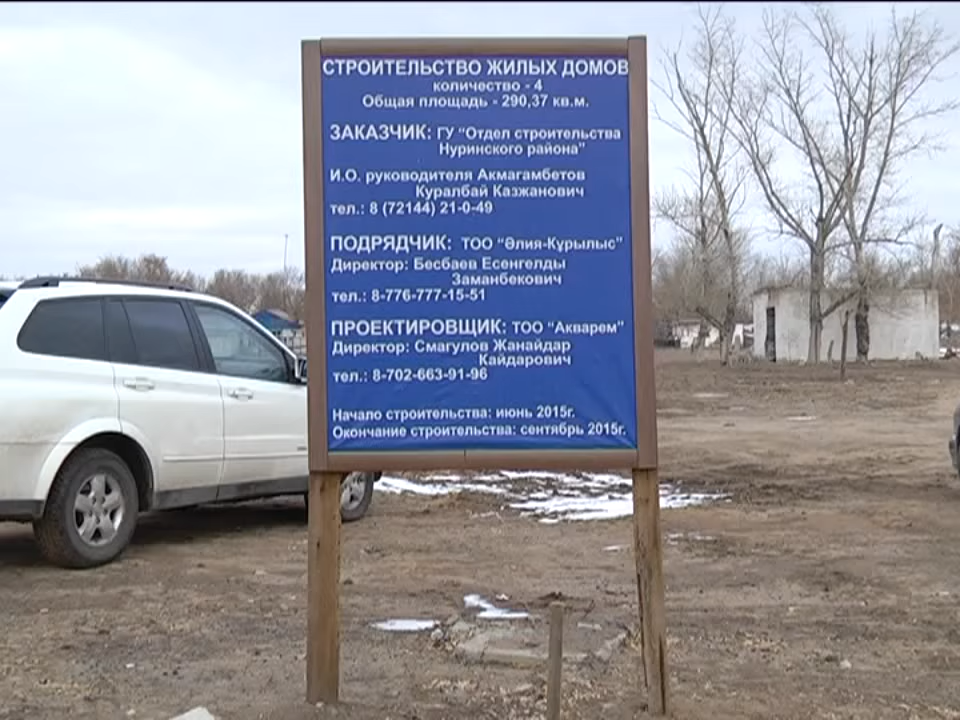 СТРОИТЕЛЬСТВО ЖИЛЫХ ДОМОВ
количество - 4
Общая площадь - 290,37 кв.м.
ЗАКАЗЧИК: ГУ "Отдел строительства
Нуринского района"
И.О. руководителя Акмагамбетов
Куралбай Казжанович
тел.: 8 (72144) 21-0-49
ПОДРЯДЧИК: ТОО "Әлия-Құрылыс"
Директор: Бесбаев Есенгелды
Заманбекович
тел.: 8-776-777-15-51
ПРОЕКТИРОВЩИК: ТОО "Акварем"
Директор: Смагулов Жанайдар
Кайдарович
тел.: 8-702-663-91-96
Начало строительства: июнь 2015г.
Окончание строительства: сентябрь 2015г.